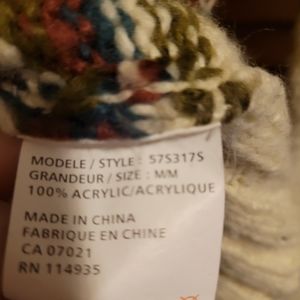 MODELE / STYLE : 57S317S
GRANDEUR / SIZE : M/M
100% ACRYLIC/ACRYLIQUE
MADE IN CHINA
FABRIQUE EN CHINE
CA 07021
RN 114935